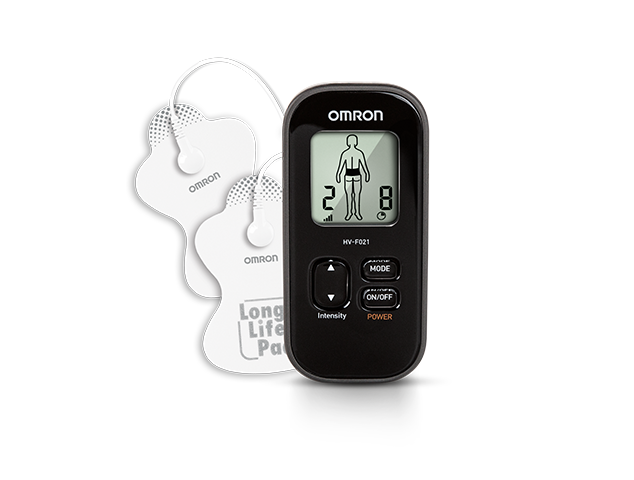 OMRON
2 8
HV-F021
MODE
ON/OFF
Intensity
POWER
OMRON
OMRON
Long
Life
Pad